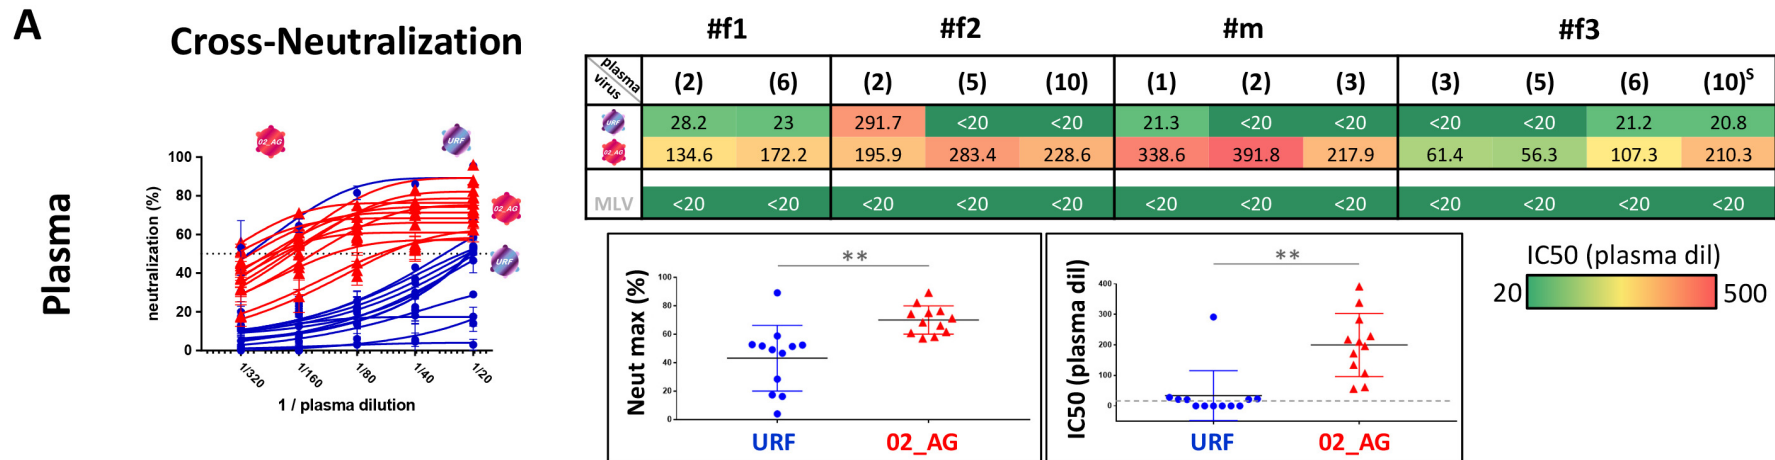 A
Cross-Neutralization
Plasma
02_AG
URF
02_AG
URF
neutralization (%)
100
80
60
40
20
0
1/320
1/160
1/80
1/40
1/20
1 / plasma dilution
#f1 #f2 #m #f3
plasma
virus
(2) (6) (2) (5) (10) (1) (2) (3) (3) (5) (6) (10)S
URF 28.2 23 291.7 <20 <20 21.3 <20 <20 <20 <20 21.2 20.8
02_AG 134.6 172.2 195.9 283.4 228.6 338.6 391.8 217.9 61.4 56.3 107.3 210.3
MLV <20 <20 <20 <20 <20 <20 <20 <20 <20 <20 <20 <20
Neut max (%)
100
80
60
40
20
0
**
URF 02_AG
IC50 (plasma dil)
400
300
200
100
0
**
URF 02_AG
IC50 (plasma dil)
20 500